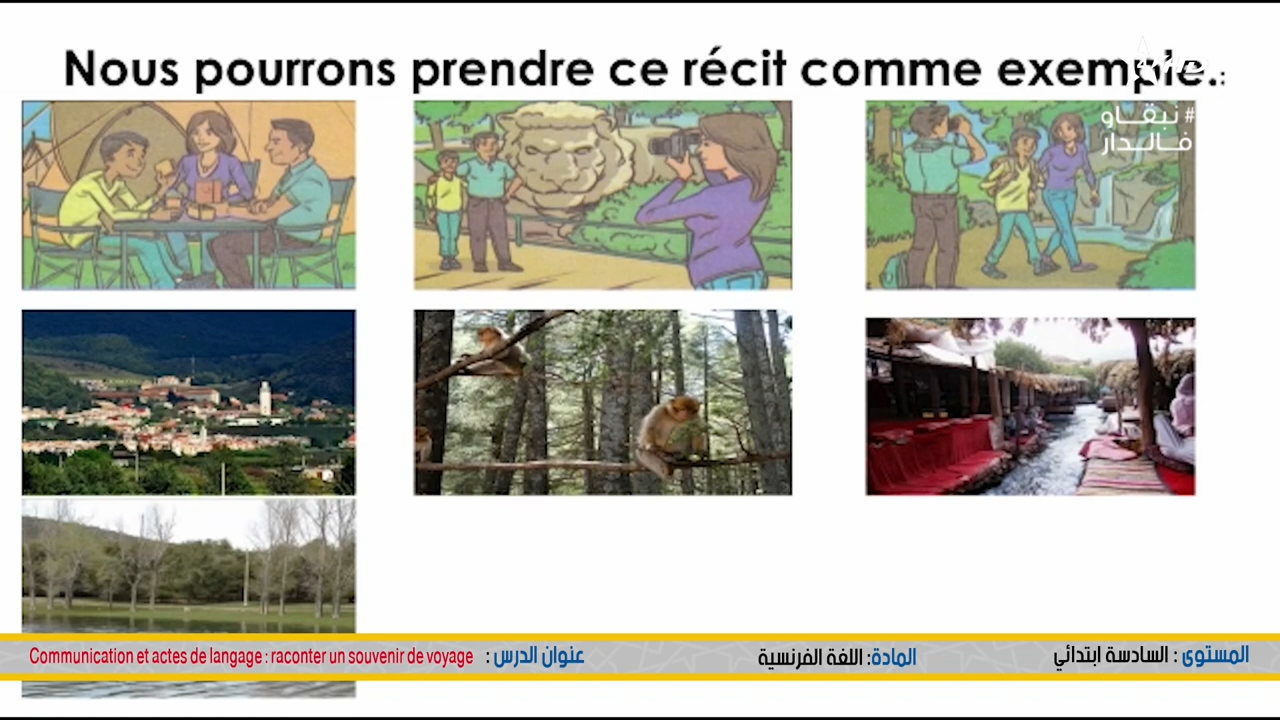 Nous pourrons prendre ce récit comme exemple.:
#نبقاو
فالدار
Communication et actes de langage : raconter un souvenir de voyage عنوان الدرس :
المادة: اللغة الفرنسية
المستوى : السادسة ابتدائي